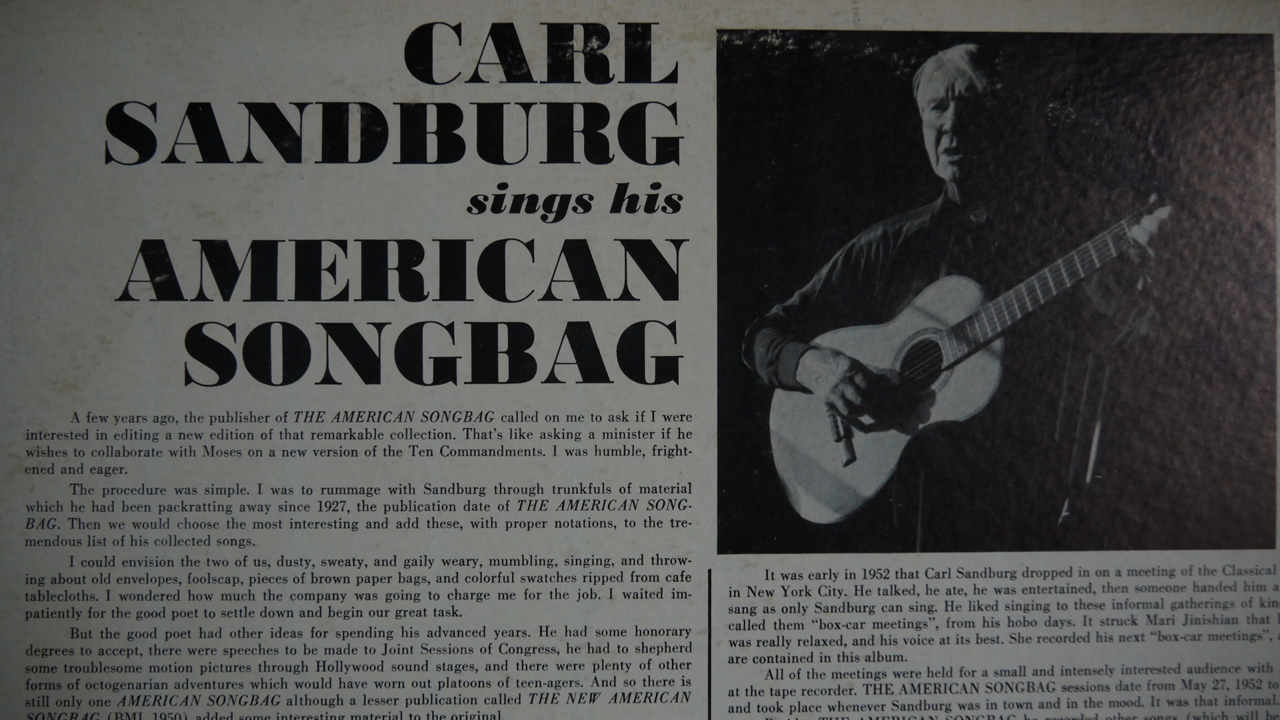 CARL
SANDBURG
sings his
AMERICAN
SONGBAG
A few years ago, the publisher of THE AMERICAN SONGBAG called on me to ask if I were
interested in editing a new edition of that remarkable collection. That's like asking a minister if he
wishes to collaborate with Moses on a new version of the Ten Commandments. I was humble, fright-
ened and eager.
The procedure was simple. I was to rummage with Sandburg through trunkfuls of material
which he had been packratting away since 1927, the publication date of THE AMERICAN SONG-
BAG. Then we would choose the most interesting and add these, with proper notations, to the tre-
mendous list of his collected songs.
I could envision the two of us, dusty, sweaty, and gaily weary, mumbling, singing, and throw-
ing about old envelopes, foolscap, pieces of brown paper bags, and colorful swatches ripped from cafe
tablecloths. I wondered how much the company was going to charge me for the job. I waited im-
patiently for the good poet to settle down and begin our great task.
But the good poet had other ideas for spending his advanced years. He had some honorary
degrees to accept, there were speeches to be made to Joint Sessions of Congress, he had to shepherd
some troublesome motion pictures through Hollywood sound stages, and there were plenty of other
forms of octogenarian adventures which would have worn out platoons of teen-agers. And so there is
still only one AMERICAN SONGBAG although a lesser publication called THE NEW AMERICAN
SONGBAG (BMI, 1950) added some interesting material to the original.
It was early in 1952 that Carl Sandburg dropped in on a meeting of the Classical
in New York City. He talked, he ate, he was entertained, then someone handed him a
sang as only Sandburg can sing. He liked singing to these informal gatherings of
called them "box-car meetings", from his hobo days. It struck Mari Jinishian that
was really relaxed, and his voice at its best. She recorded his next "box-car meetings",
are contained in this album.
All of the meetings were held for a small and intensely interested audience with
at the tape recorder. THE AMERICAN SONGBAG sessions date from May 27, 1952 to
and took place whenever Sandburg was in town and in the mood. It was that informal.